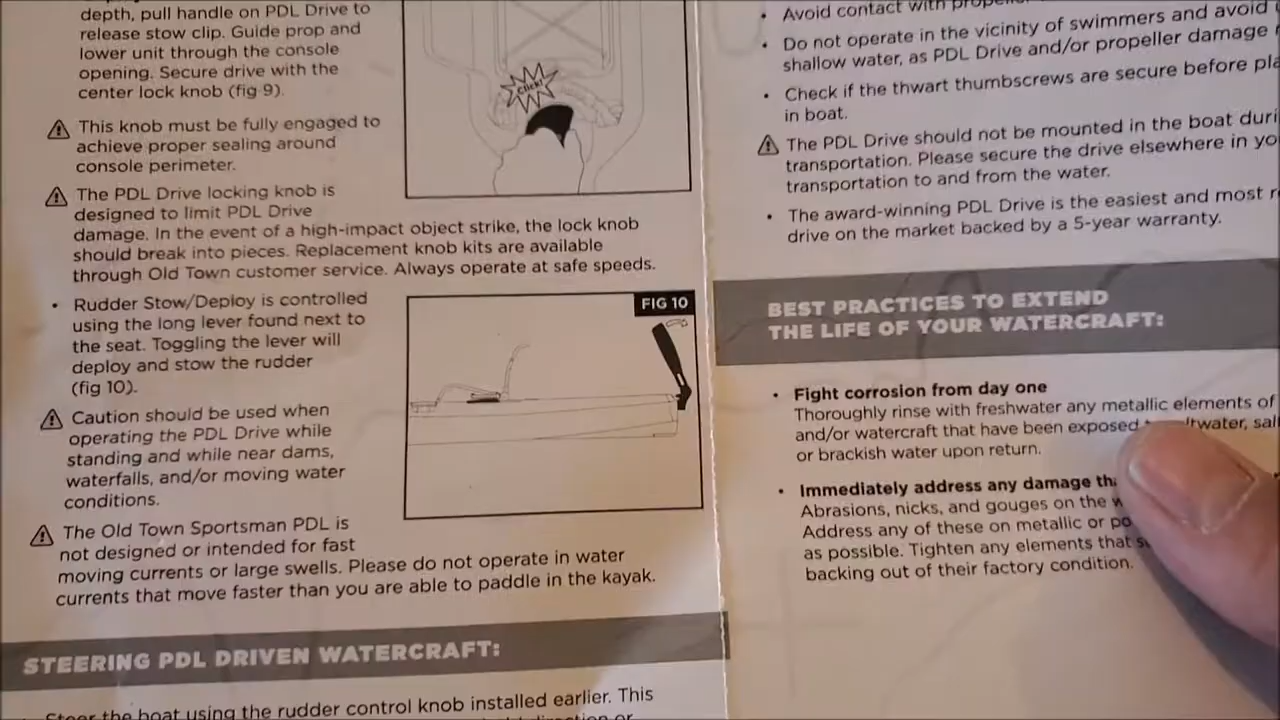 depth, pull handle on PDL Drive to
release stow clip. Guide prop and
lower unit through the console
opening. Secure drive with the
center lock knob (fig 9).
This knob must be fully engaged to
achieve proper sealing around
console perimeter.
The PDL Drive locking knob is
designed to limit PDL Drive
damage. In the event of a high-impact object strike, the lock knob
should break into pieces. Replacement knob kits are available
through Old Town customer service. Always operate at safe speeds.
• Rudder Stow/Deploy is controlled
using the long lever found next to
the seat. Toggling the lever will
deploy and stow the rudder
(fig 10).
Caution should be used when
operating the PDL Drive while
standing and while near dams,
waterfalls, and/or moving water
conditions.
The Old Town Sportsman PDL is
not designed or intended for fast
moving currents or large swells. Please do not operate in water
currents that move faster than you are able to paddle in the kayak.
STEERING PDL DRIVEN WATERCRAFT:
Steer the boat using the rudder control knob installed earlier. This
direction or
Click!
FIG 10
• Avoid contact with
• Do not operate in the vicinity of swimmers and avoid
shallow water, as PDL Drive and/or propeller damage
• Check if the thwart thumbscrews are secure before
in boat.
The PDL Drive should not be mounted in the boat
transportation. Please secure the drive elsewhere in
transportation to and from the water.
• The award-winning PDL Drive is the easiest and most
drive on the market backed by a 5-year warranty.
BEST PRACTICES TO EXTEND
THE LIFE OF YOUR WATERCRAFT:
• Fight corrosion from day one
Thoroughly rinse with freshwater any metallic elements of
and/or watercraft that have been exposed
or brackish water upon return.
• Immediately address any damage
Abrasions, nicks, and gouges on the
Address any of these on metallic or
as possible. Tighten any elements that
backing out of their factory condition.